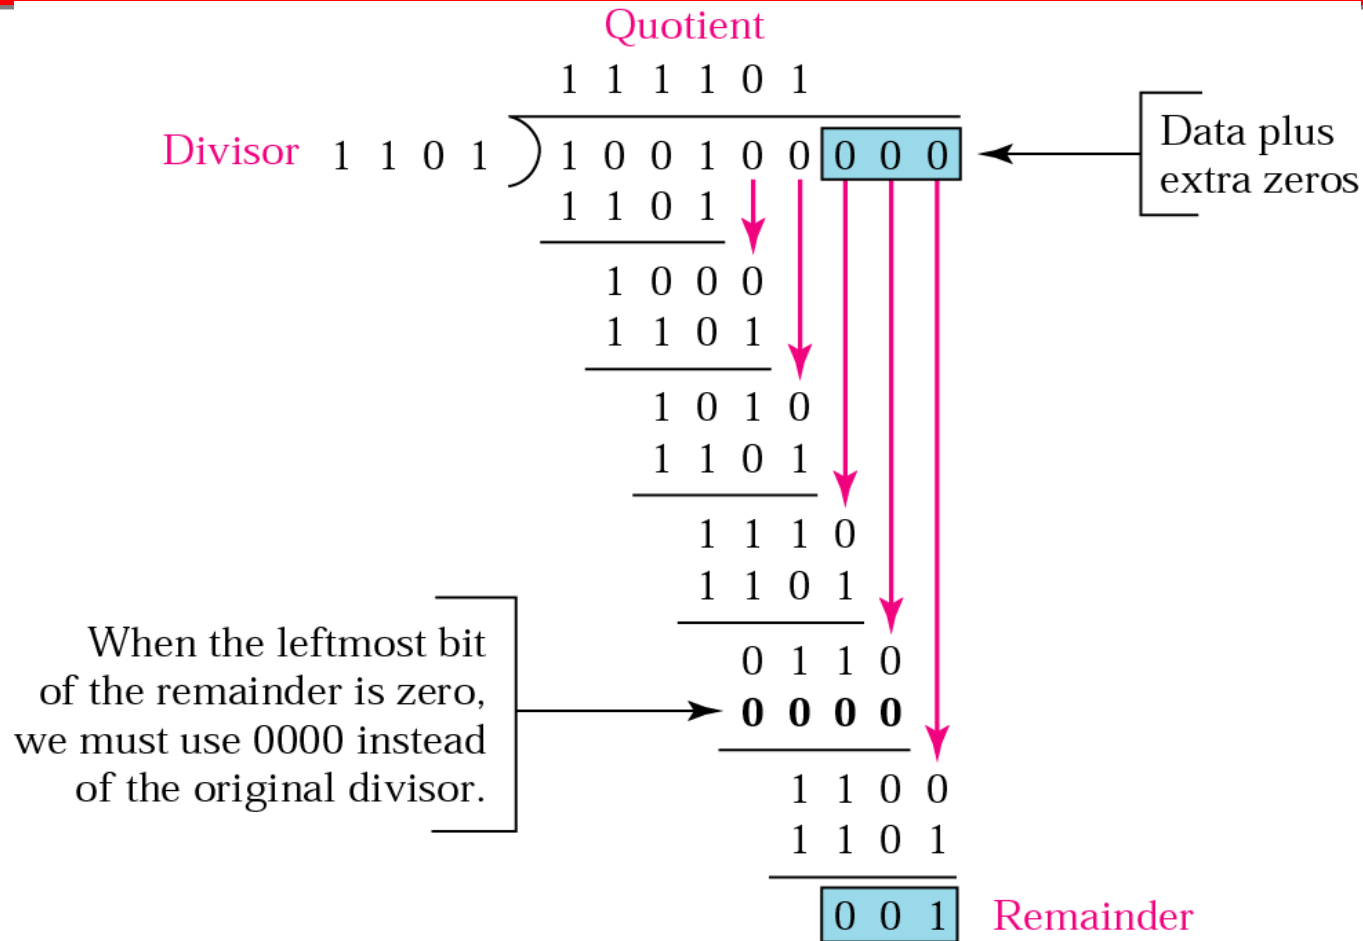 Quotient
1 1 1 1 0 1
Divisor 1 1 0 1 1 0 0 1 0 0 0 0 0
Data plus
extra zeros
1 1 0 1
1 0 0 0
1 1 0 1
1 0 1 0
1 1 0 1
1 1 1 0
1 1 0 1
When the leftmost bit
of the remainder is zero,
we must use 0000 instead
of the original divisor.
0 1 1 0
0 0 0 0
1 1 0 0
1 1 0 1
0 0 1 Remainder